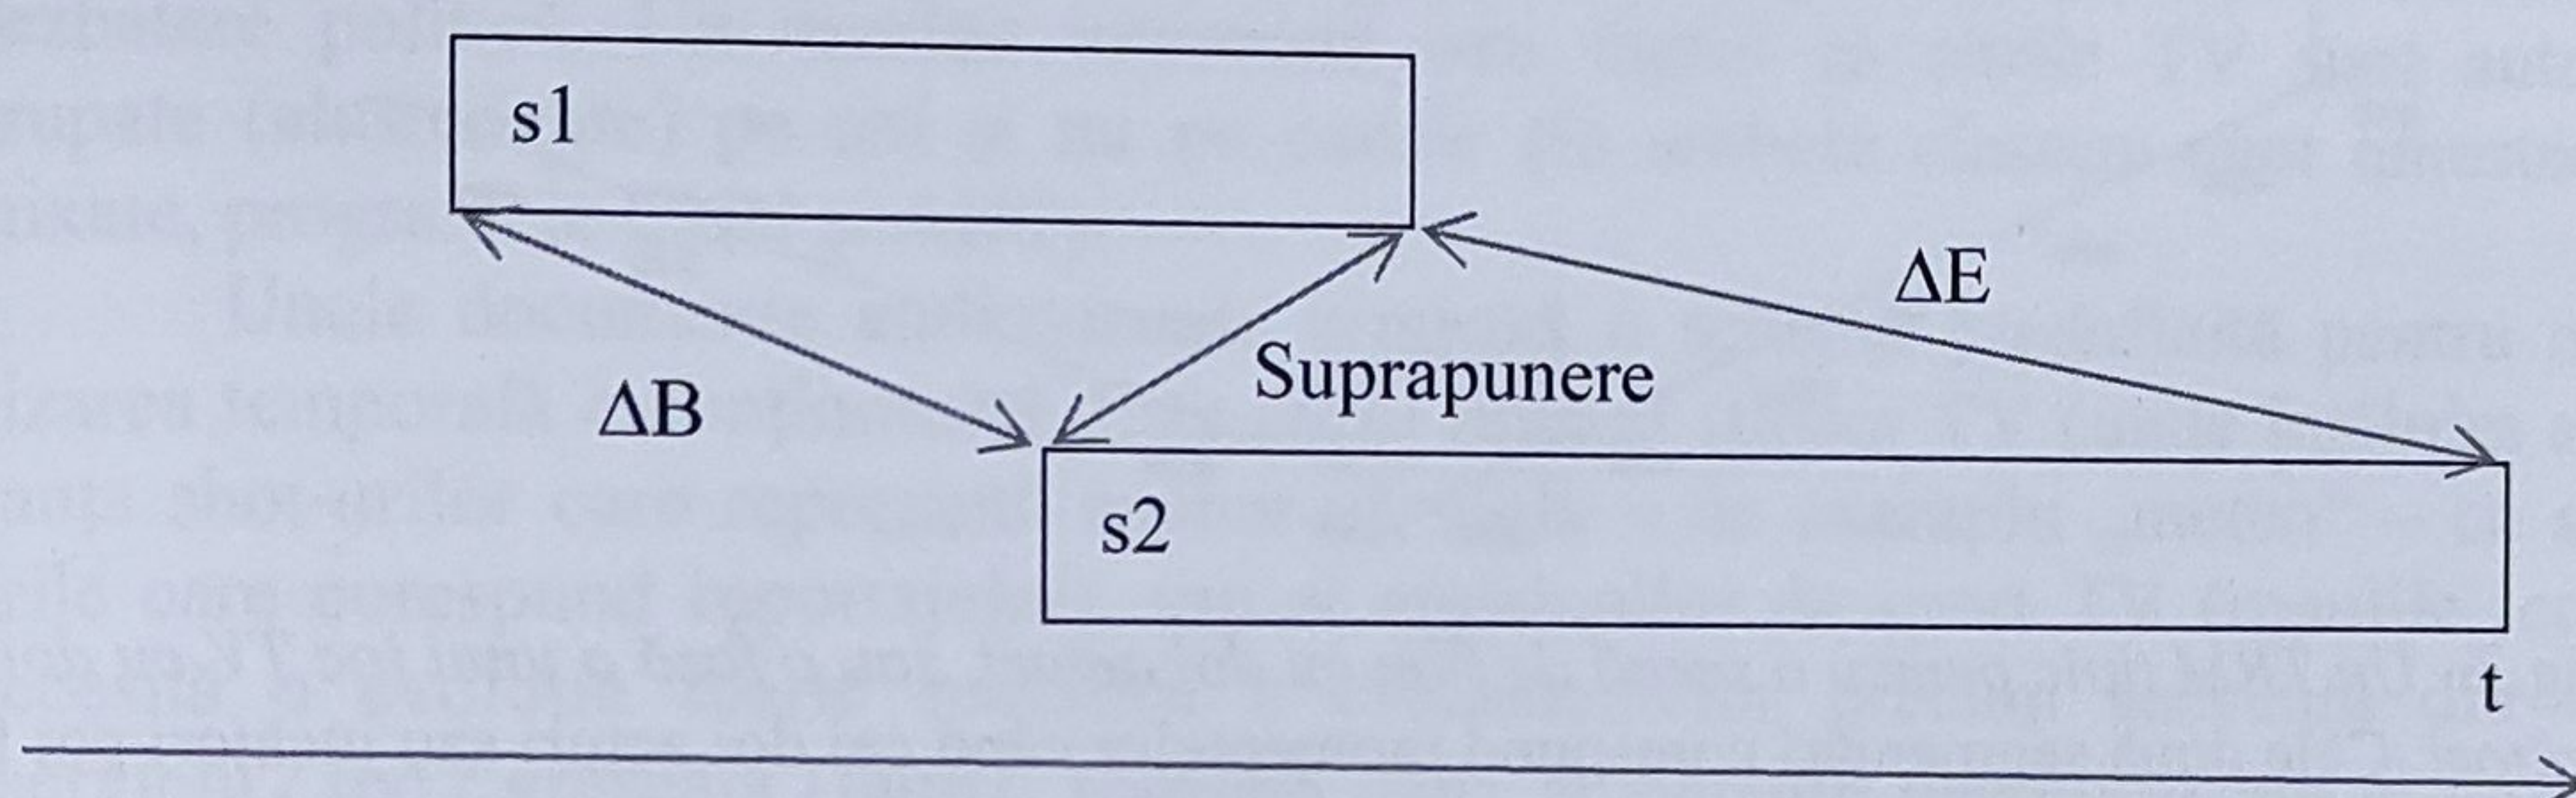 s1
ΔE
Suprapunere
ΔB
s2
t